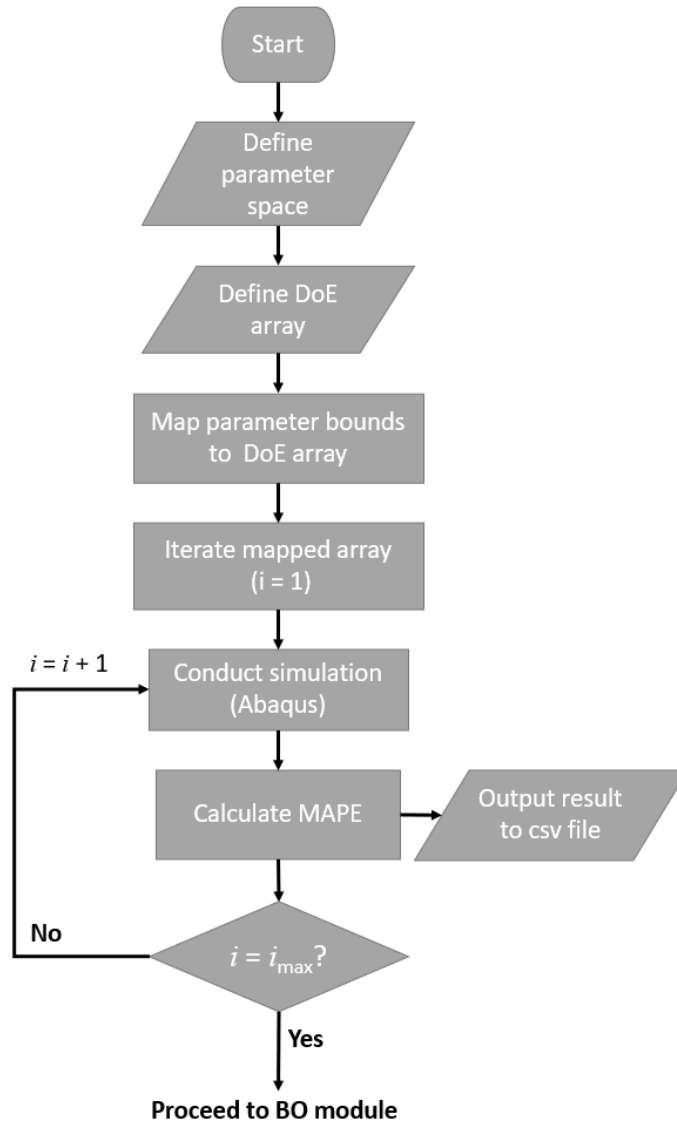 Start
Define
parameter
space
Define DoE
array
Map parameter bounds
to DoE array
Iterate mapped array
(i = 1)
i = i + 1
Conduct simulation
(Abaqus)
Calculate MAPE
Output result
to csv file
No
i = imax?
Yes
Proceed to BO module